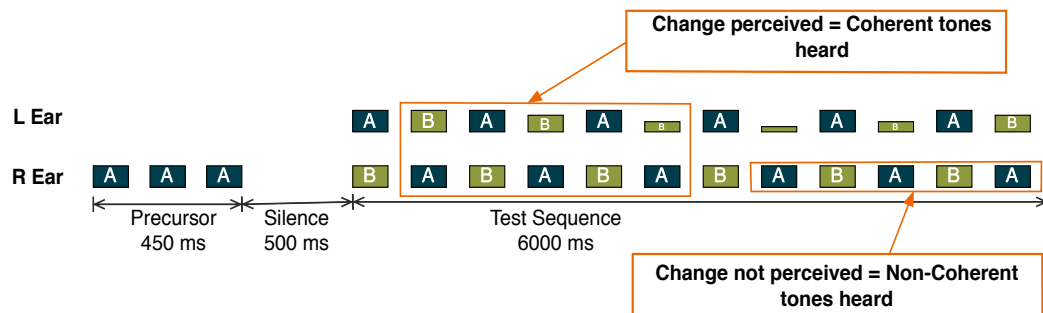 Change perceived = Coherent tones
heard
L Ear A B A B A B A A B A B
R Ear A A A B A B A B A B A B A B A
Precursor Silence Test Sequence
450 ms 500 ms 6000 ms
Change not perceived = Non-Coherent
tones heard